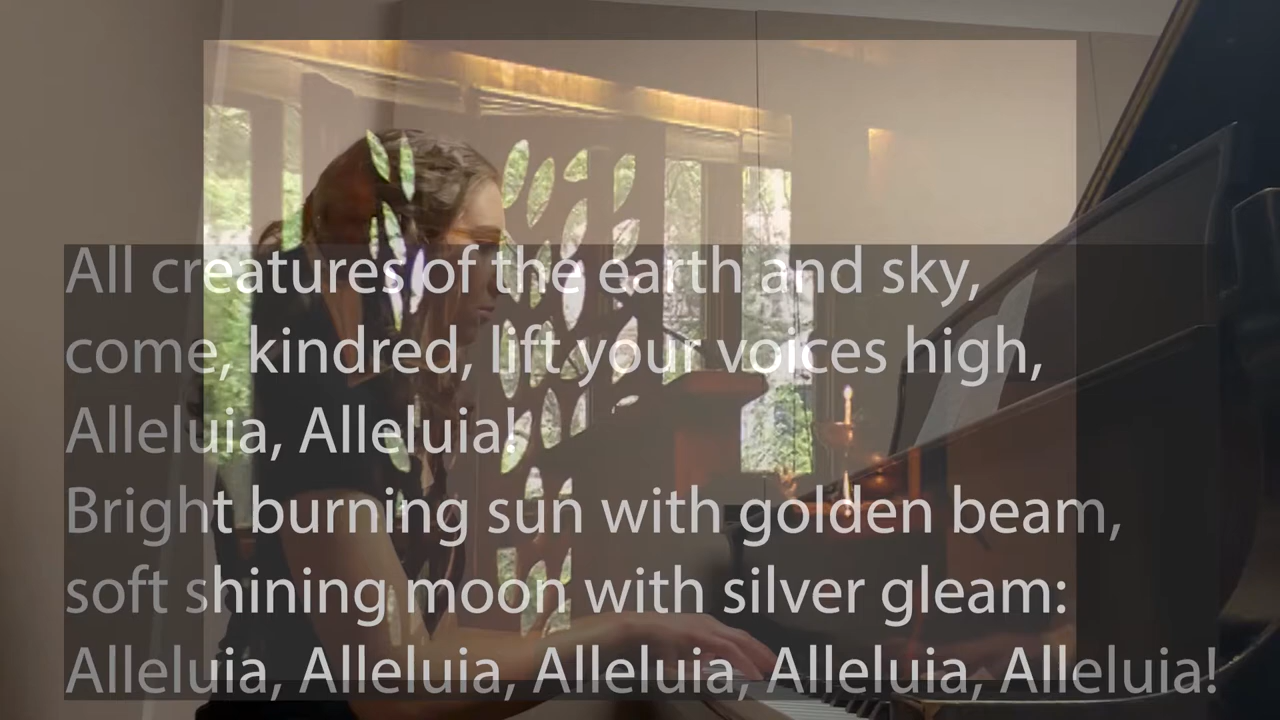 All creatures of the earth and sky,
come, kindred, lift your voices high,
Alleluia, Alleluia!
Bright burning sun with golden beam,
soft shining moon with silver gleam:
Alleluia, Alleluia, Alleluia, Alleluia, Alleluia!